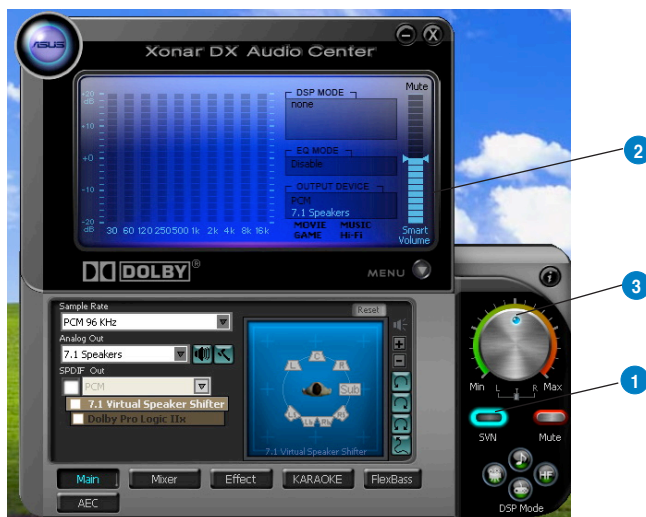 ASUS
Xonar DX Audio Center
+20
dB
+10
+0
-10
-20
dB
30 60 120 250 500 1k 2k 4k 8k 16k
DSP MODE
none
EQ MODE
Disable
OUTPUT DEVICE
PCM
7.1 Speakers
MOVIE MUSIC
GAME Hi-Fi
Mute
Smart
Volume
2
DOLBY®
MENU
Sample Rate
PCM 96 KHz
Analog Out
7.1 Speakers
SPDIF Out
PCM
7.1 Virtual Speaker Shifter
Dolby Pro Logic IIx
Reset
L C R
Sub
Ls Lb Rb Rs
7.1 Virtual Speaker Shifter
i
3
Min L R Max
1
SVN Mute
HF
DSP Mode
Main Mixer Effect KARAOKE FlexBass
AEC